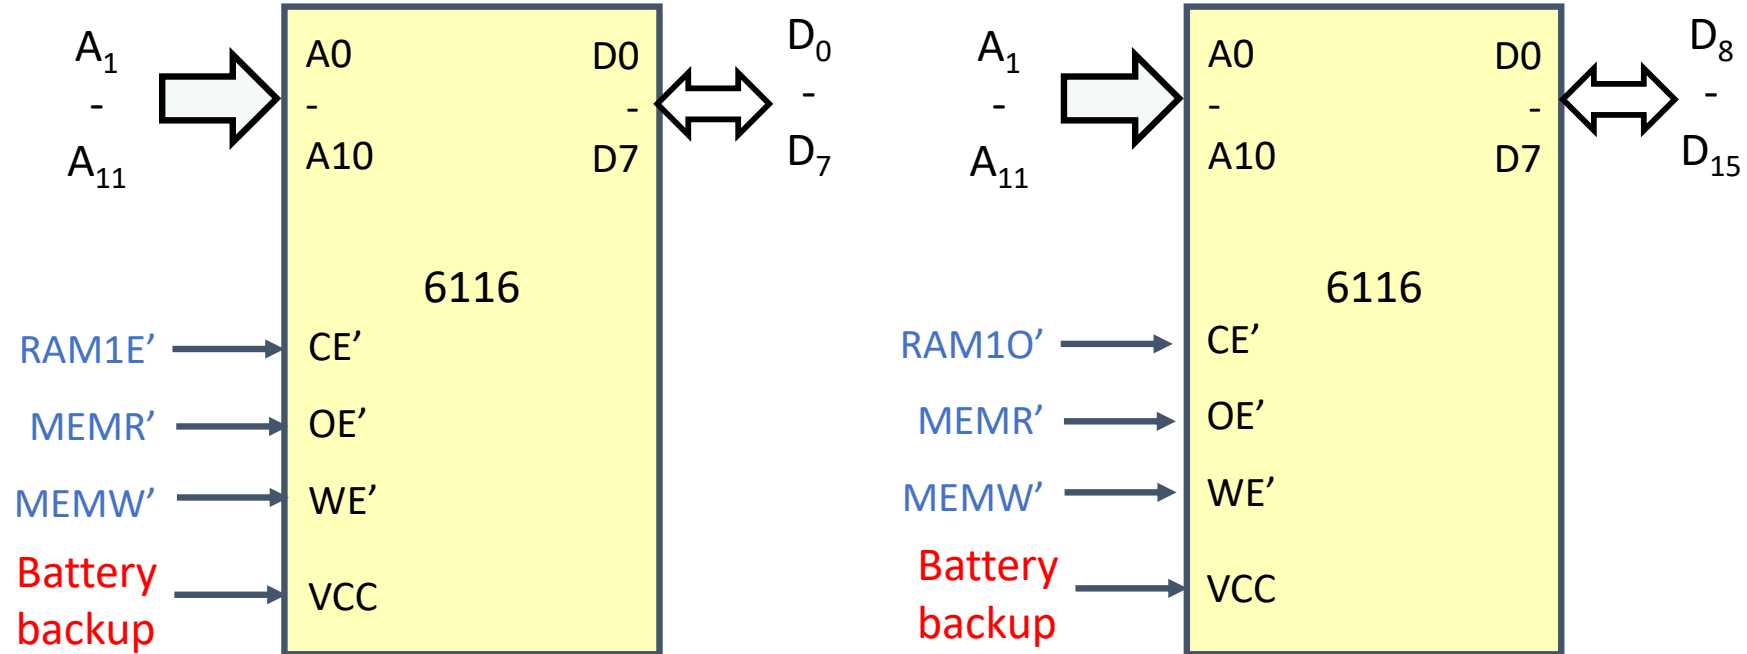 A1
-
A11
A0
-
A10
D0
-
D7
D0
-
D7
6116
RAM1E’
CE’
MEMR’
OE’
MEMW’
WE’
Battery
backup
VCC
A1
-
A11
A0
-
A10
D0
-
D7
D8
-
D15
6116
RAM1O’
CE’
MEMR’
OE’
MEMW’
WE’
Battery
backup
VCC